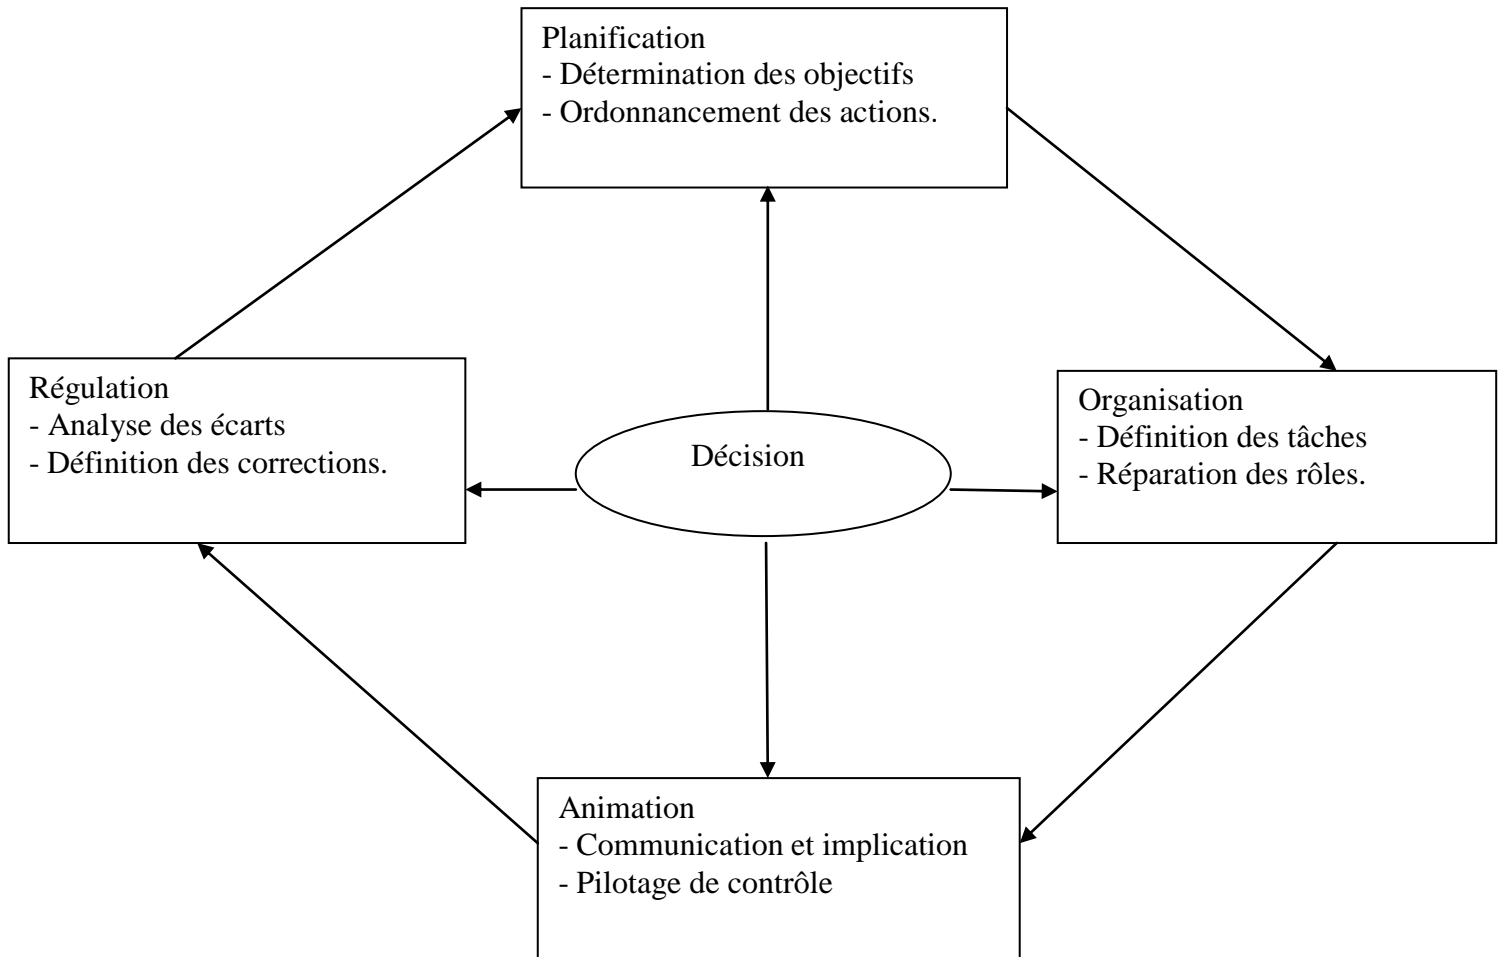 Planification
- Détermination des objectifs
- Ordonnancement des actions.
Régulation
- Analyse des écarts
- Définition des corrections.
Décision
Organisation
- Définition des tâches
- Réparation des rôles.
Animation
- Communication et implication
- Pilotage de contrôle